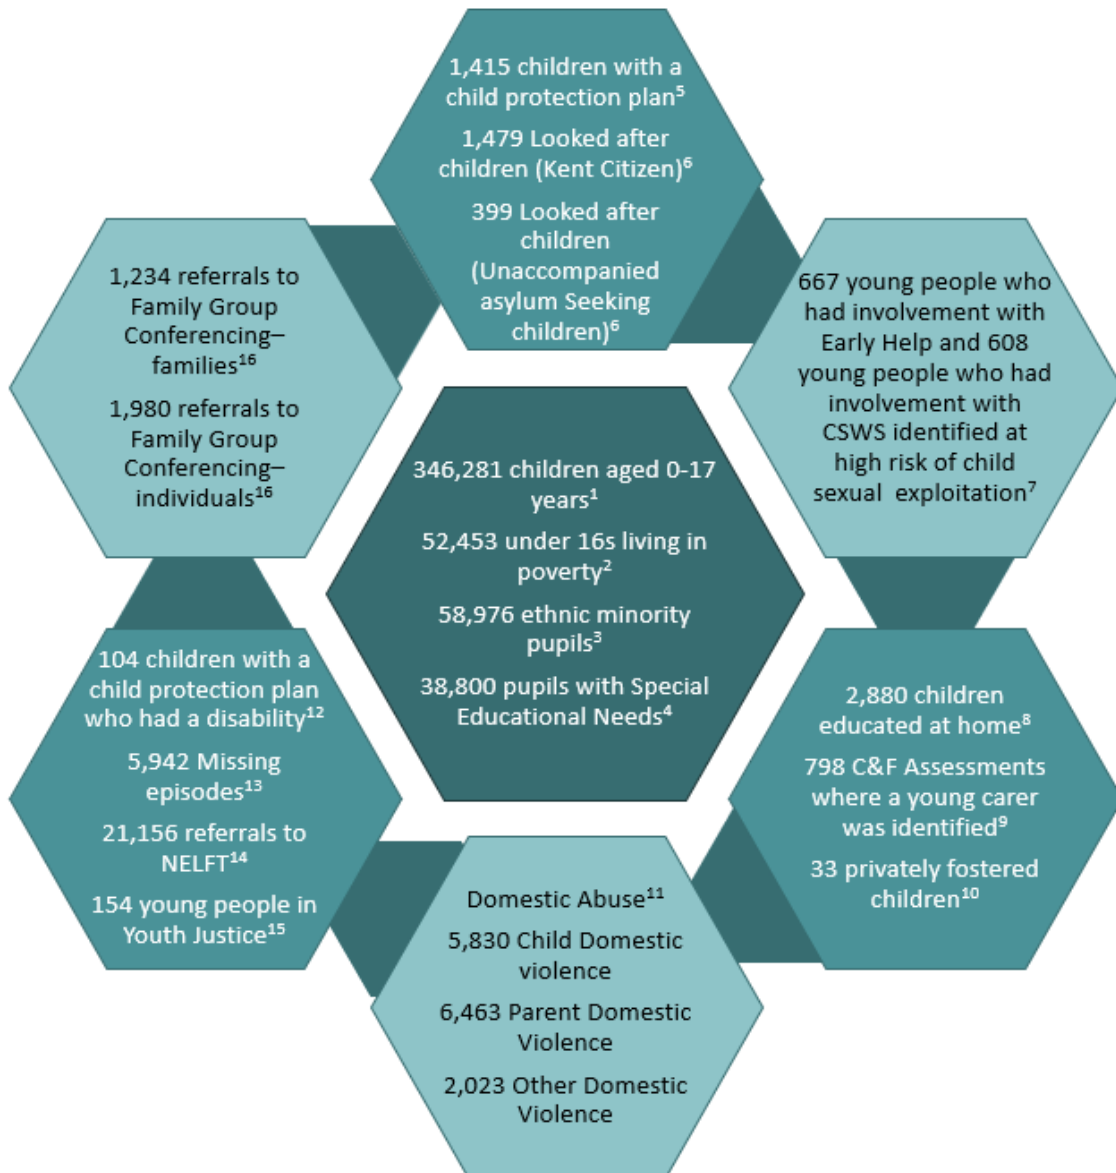 1,415 children with a
child protection plan⁵
1,479 Looked after
children (Kent Citizen)⁶
399 Looked after
children
(Unaccompanied
asylum Seeking
children)⁶
667 young people who
had involvement with
Early Help and 608
young people who had
involvement with
CSWS identified at
high risk of child
sexual exploitation⁷
2,880 children
educated at home⁸
798 C&F Assessments
where a young carer
was identified⁹
33 privately fostered
children¹⁰
Domestic Abuse¹¹
5,830 Child Domestic
violence
6,463 Parent Domestic
Violence
2,023 Other Domestic
Violence
104 children with a
child protection plan
who had a disability¹²
5,942 Missing
episodes¹³
21,156 referrals to
NELFT¹⁴
154 young people in
Youth Justice¹⁵
1,234 referrals to
Family Group
Conferencing–
families¹⁶
1,980 referrals to
Family Group
Conferencing–
individuals¹⁶
346,281 children aged 0-17
years¹
52,453 under 16s living in
poverty²
58,976 ethnic minority
pupils³
38,800 pupils with Special
Educational Needs⁴